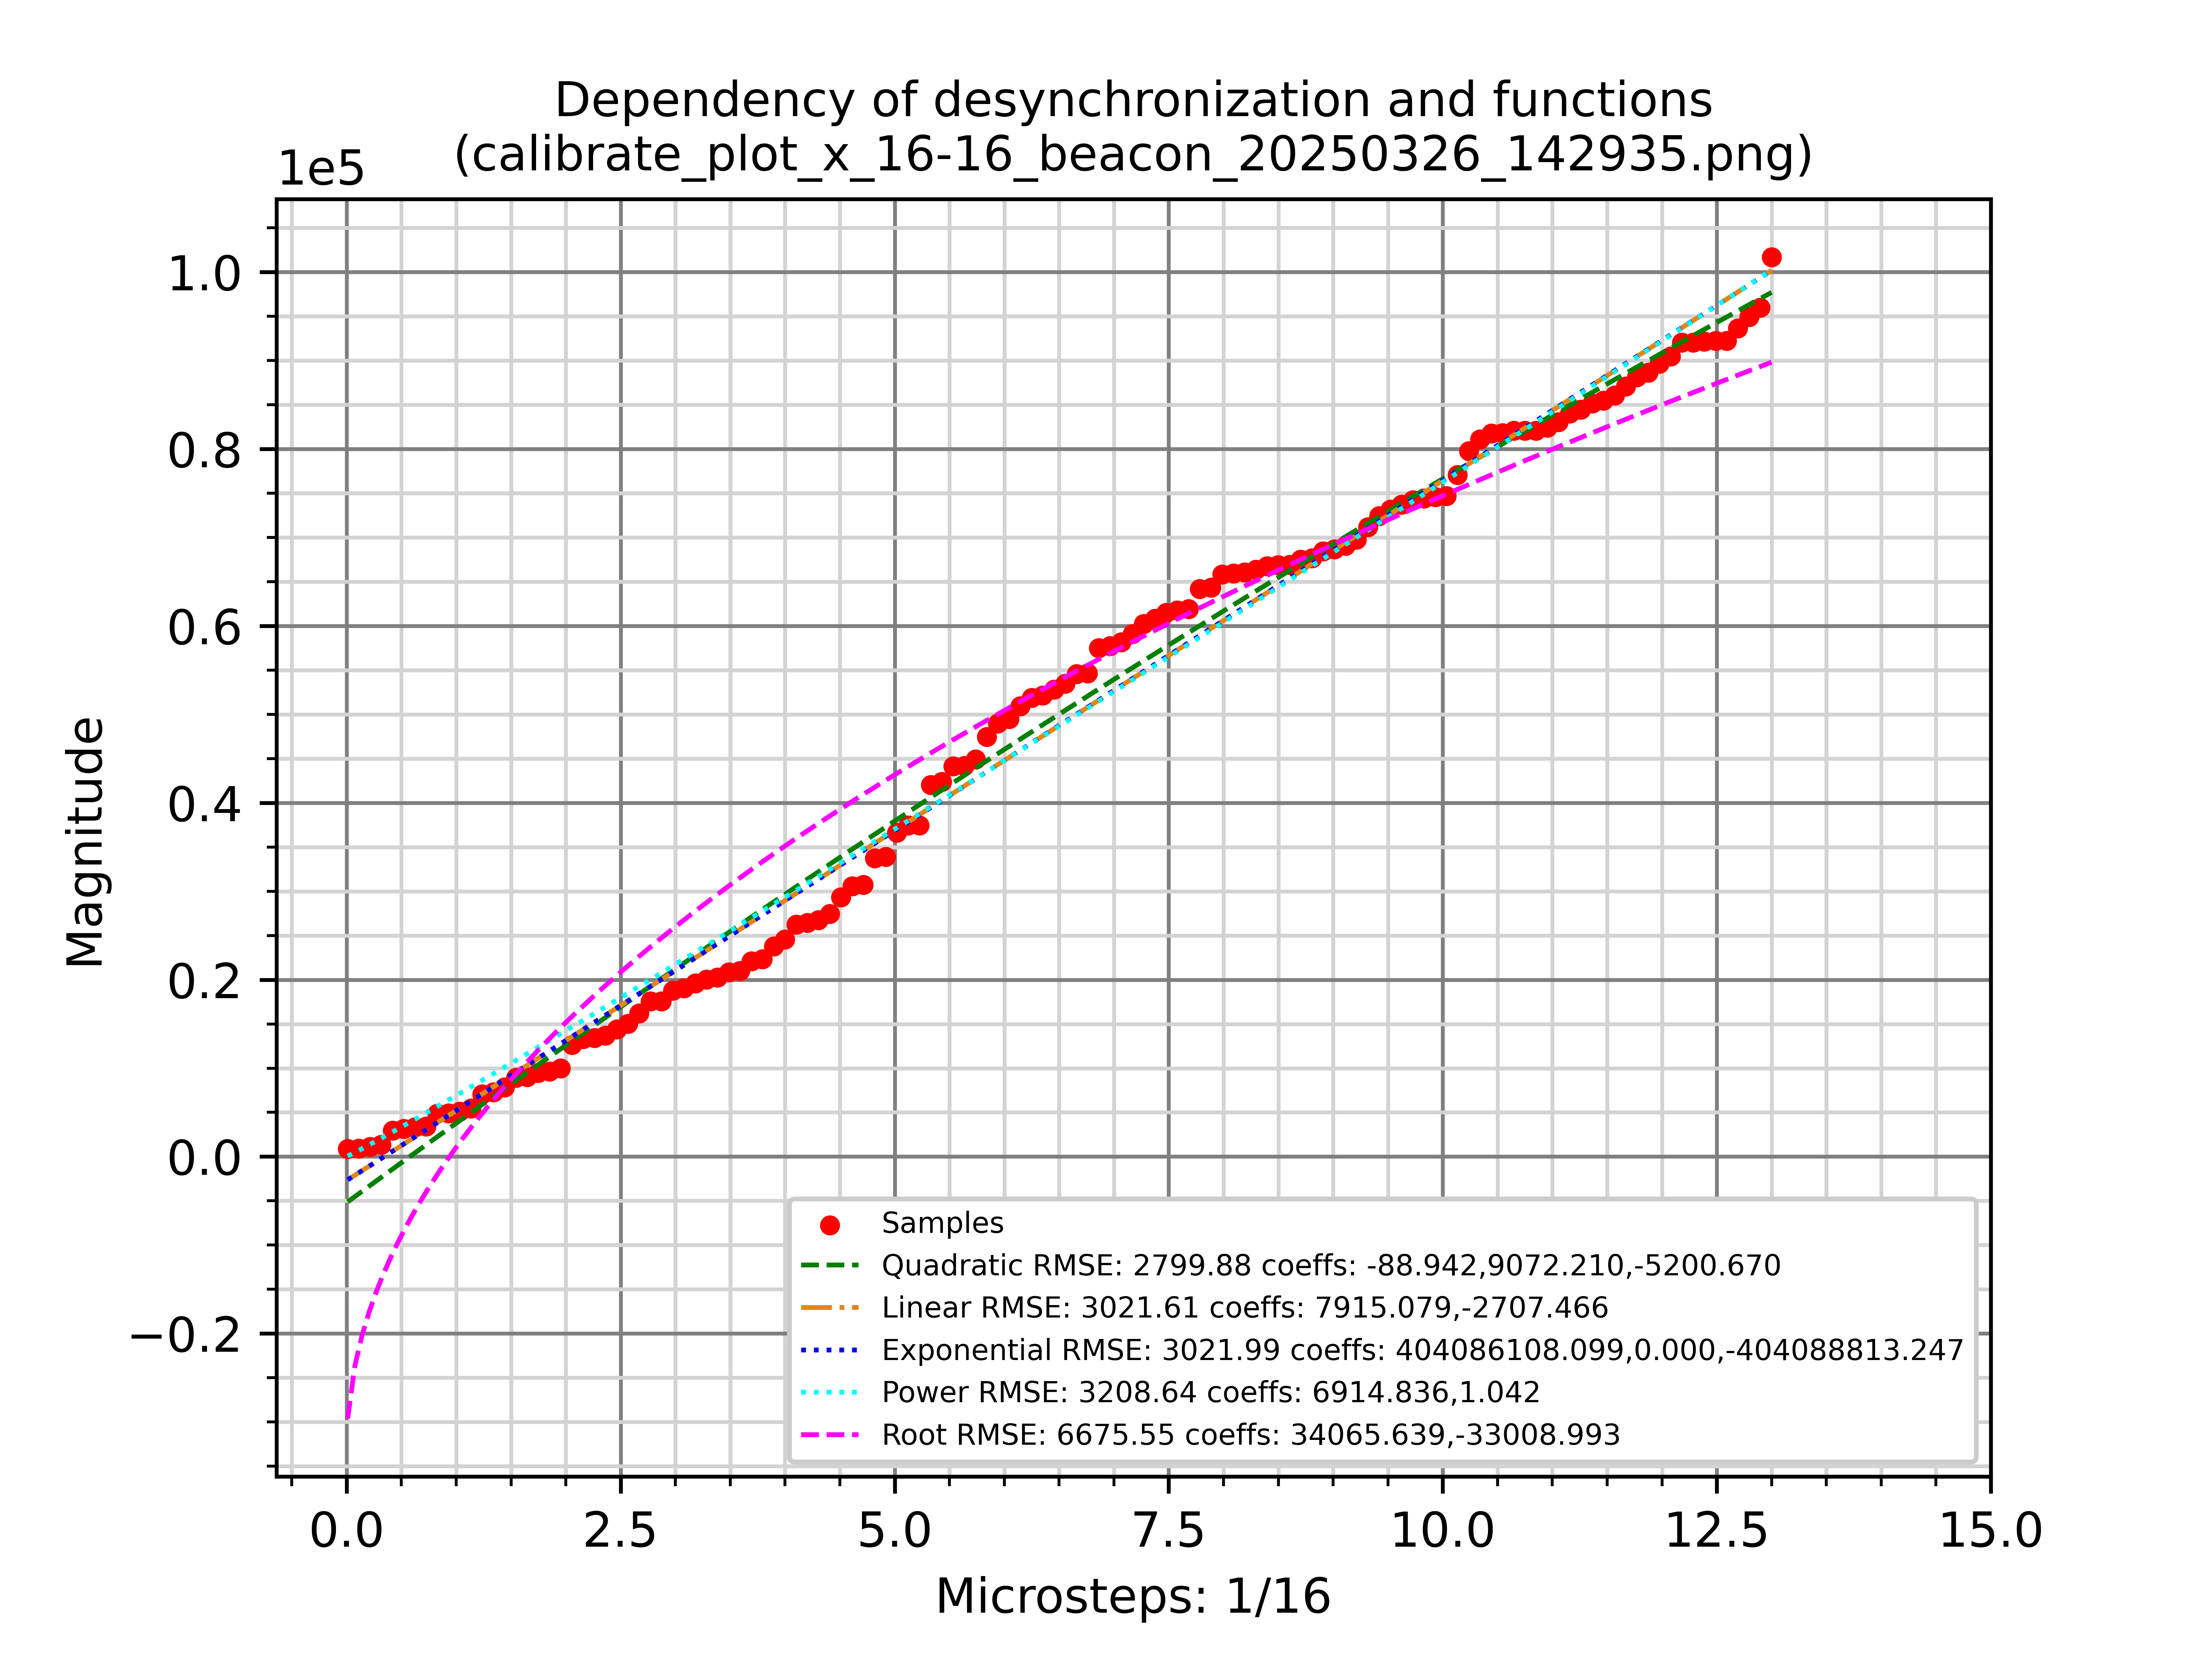 Dependency of desynchronization and functions
(calibrate_plot_x_16-16_beacon_20250326_142935.png)
1e5
1.0
0.8
0.6
0.4
0.2
0.0
−0.2
Magnitude
Samples
Quadratic RMSE: 2799.88 coeffs: -88.942,9072.210,-5200.670
Linear RMSE: 3021.61 coeffs: 7915.079,-2707.466
Exponential RMSE: 3021.99 coeffs: 404086108.099,0.000,-404088813.247
Power RMSE: 3208.64 coeffs: 6914.836,1.042
Root RMSE: 6675.55 coeffs: 34065.639,-33008.993
0.0 2.5 5.0 7.5 10.0 12.5 15.0
Microsteps: 1/16